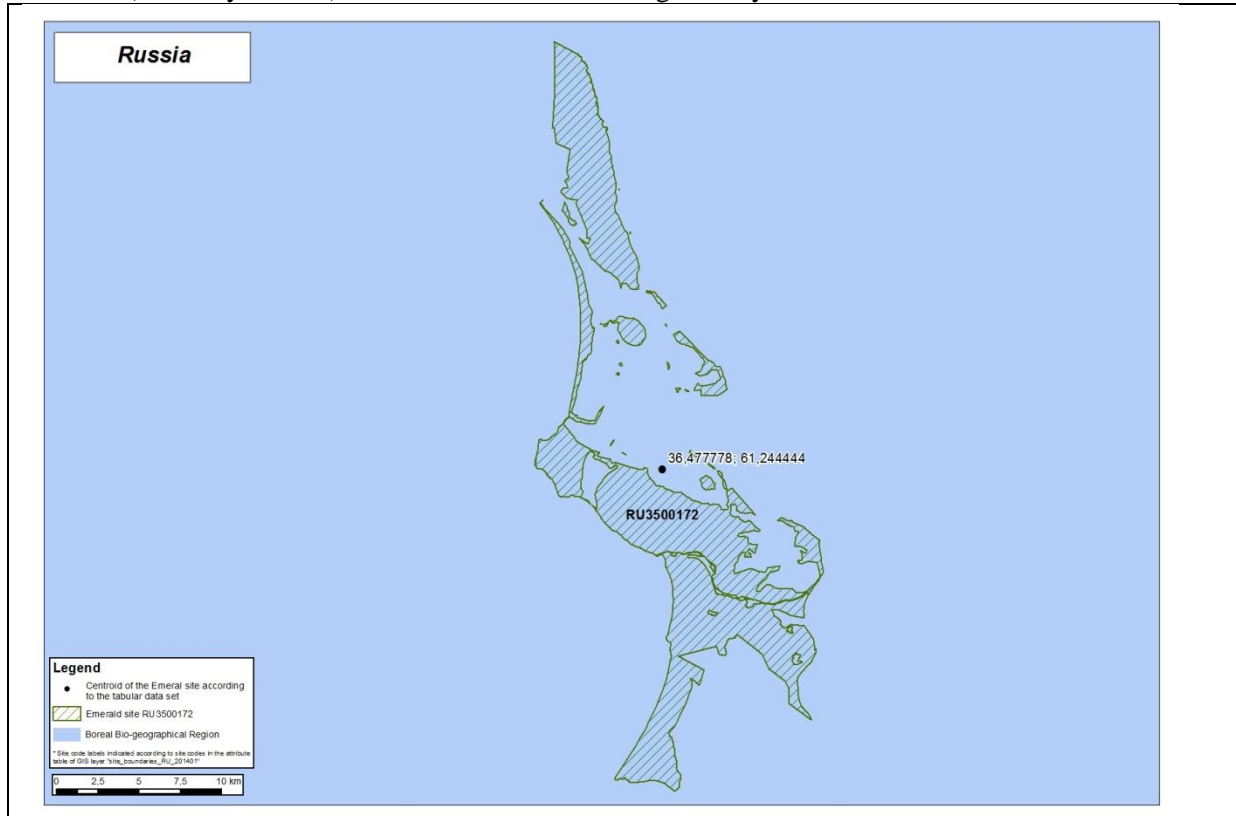 Russia
36,477778; 61,244444
RU3500172
Legend
Centroid of the Emeral site according
to the tabular data set
Emerald site RU3500172
Boreal Bio-geographical Region
* Site code labels indicated according to site codes in the attribute
table of GIS layer "site_boundaries_RU_201401"
0 2,5 5 7,5 10 km